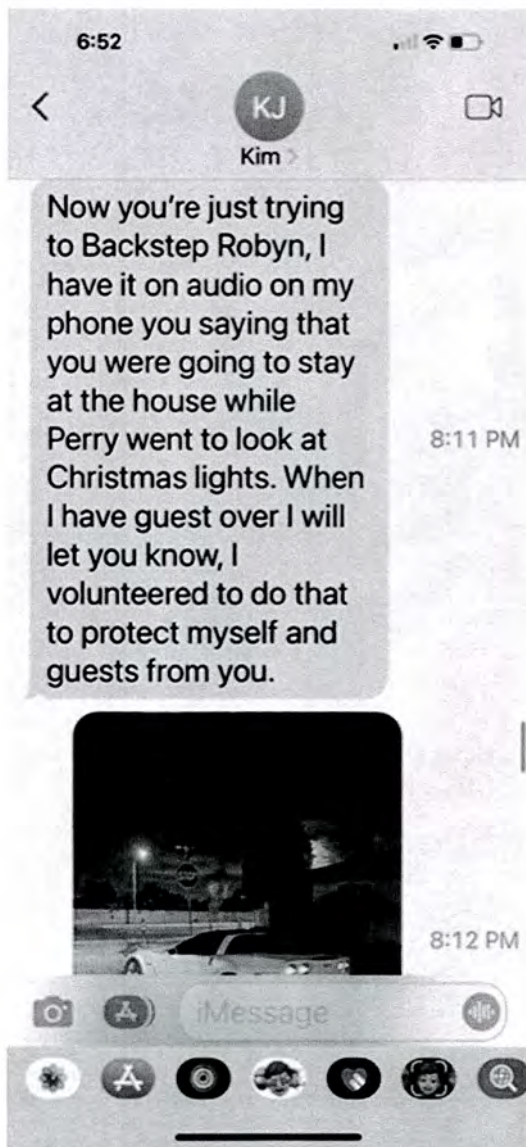 6:52
KJ
Kim >
Now you're just trying
to Backstep Robyn, I
have it on audio on my
phone you saying that
you were going to stay
at the house while
Perry went to look at
Christmas lights. When
I have guest over I will
let you know, I
volunteered to do that
to protect myself and
guests from you.
8:11 PM
STOP
8:12 PM
iMessage